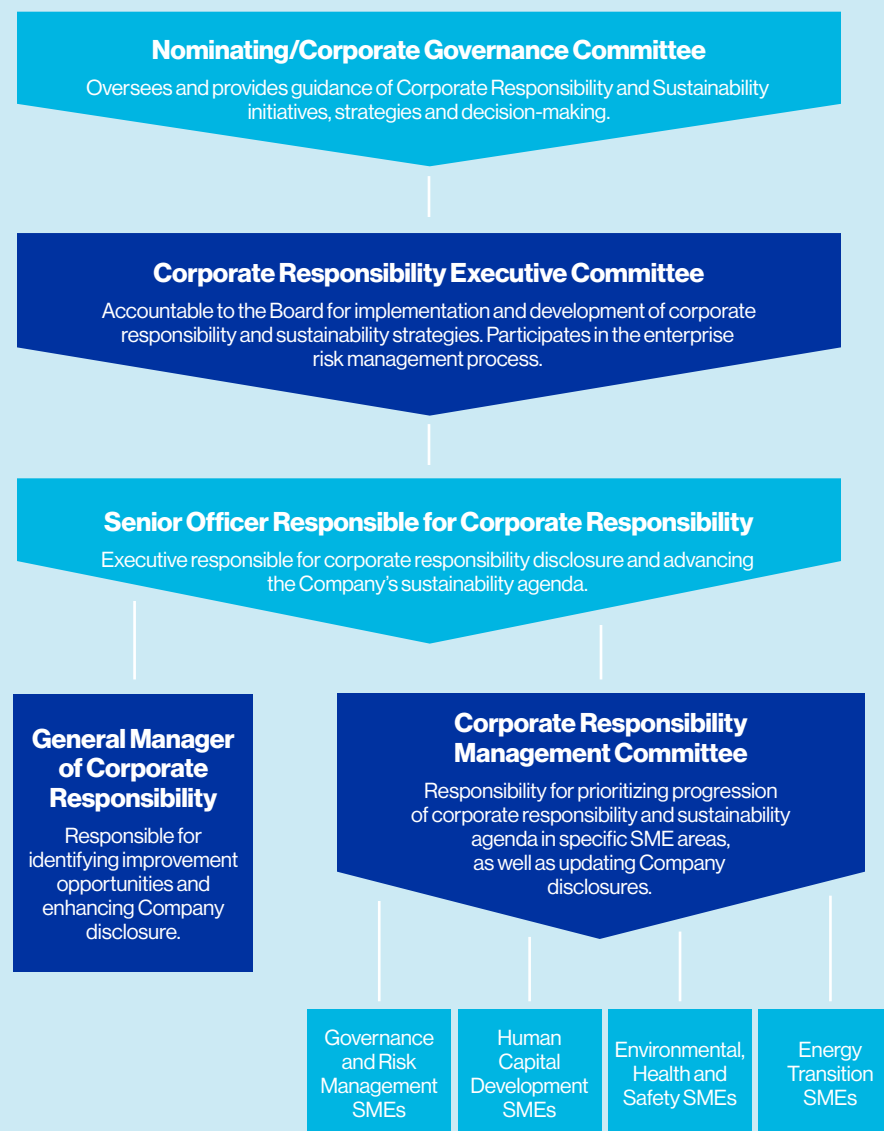 Nominating/Corporate Governance Committee
Oversees and provides guidance of Corporate Responsibility and Sustainability
initiatives, strategies and decision-making.
Corporate Responsibility Executive Committee
Accountable to the Board for implementation and development of corporate
responsibility and sustainability strategies. Participates in the enterprise
risk management process.
Senior Officer Responsible for Corporate Responsibility
Executive responsible for corporate responsibility disclosure and advancing
the Company’s sustainability agenda.
General Manager
of Corporate
Responsibility
Responsible for
identifying improvement
opportunities and
enhancing Company
disclosure.
Corporate Responsibility
Management Committee
Responsibility for prioritizing progression
of corporate responsibility and sustainability
agenda in specific SME areas,
as well as updating Company
disclosures.
Governance
and Risk
Management
SMEs
Human
Capital
Development
SMEs
Environmental,
Health and
Safety SMEs
Energy
Transition
SMEs